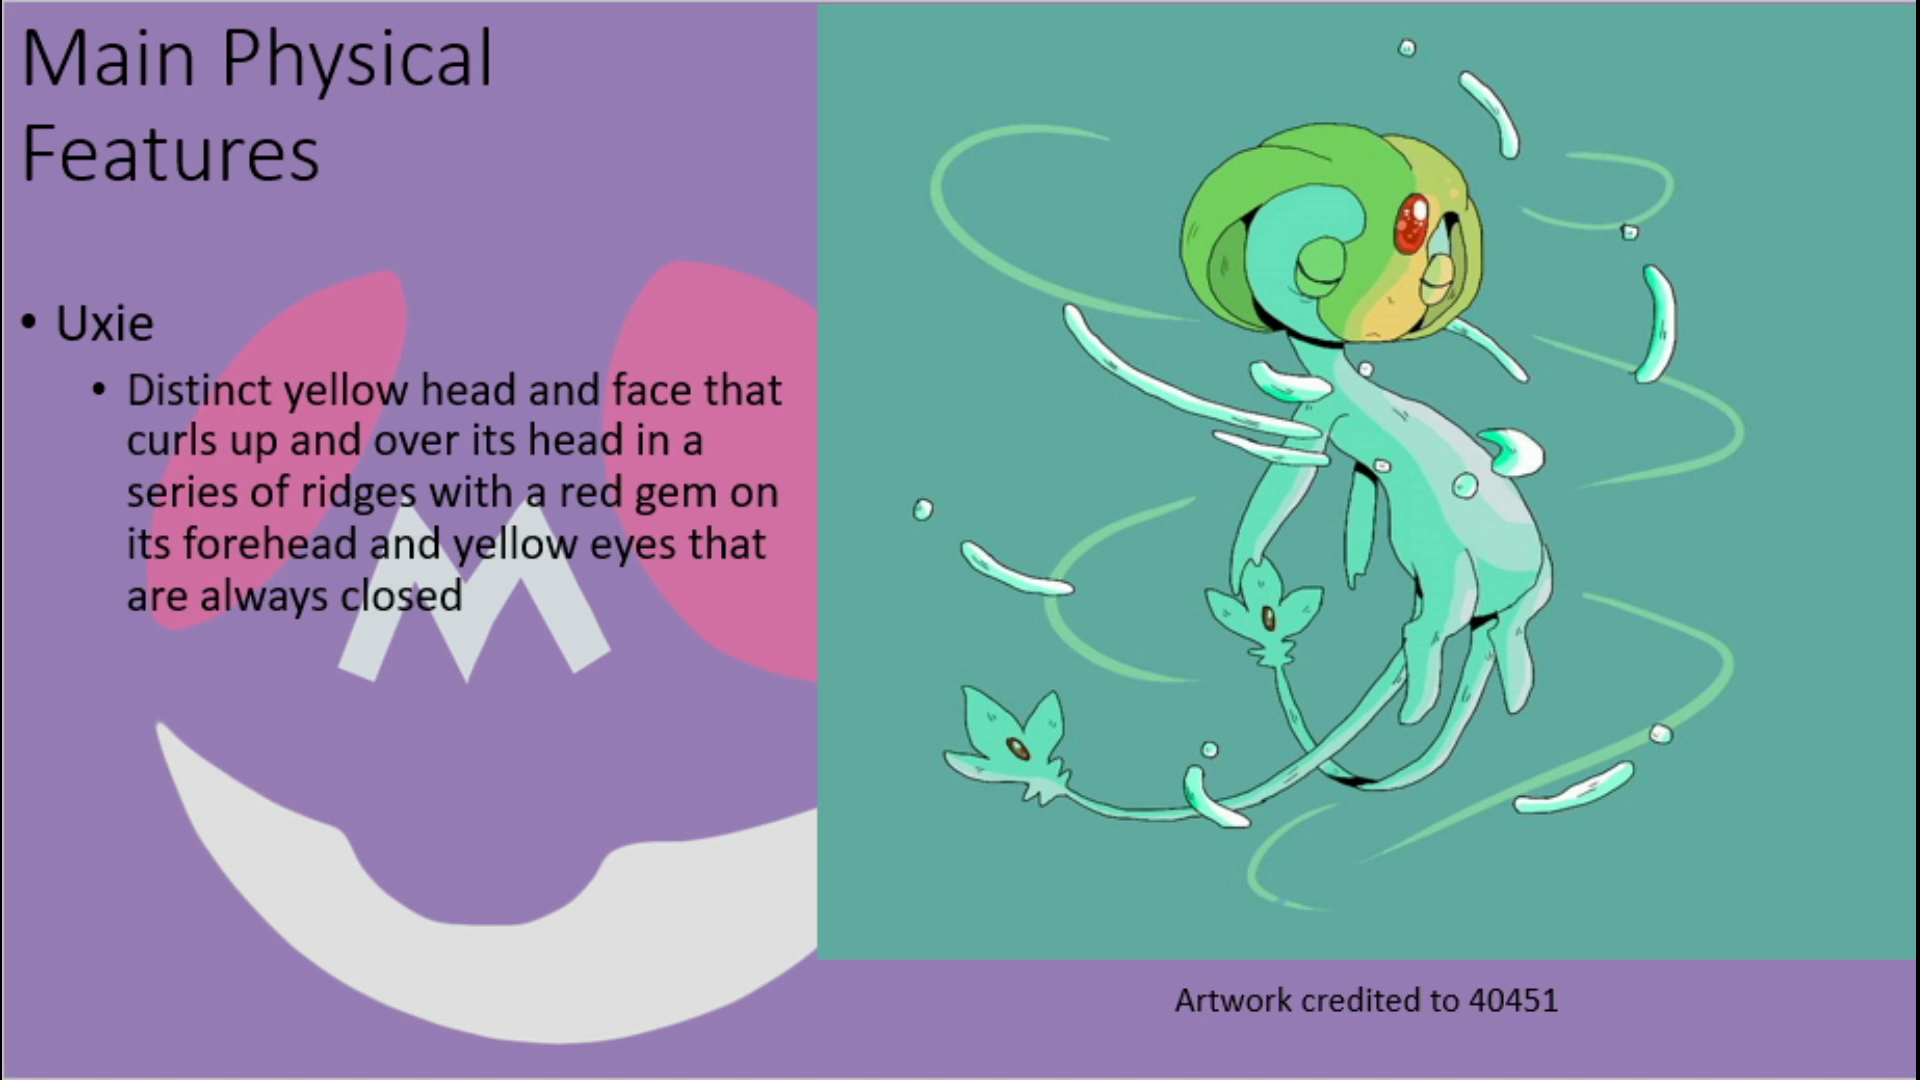 Main Physical
Features
• Uxie
• Distinct yellow head and face that
curls up and over its head in a
series of ridges with a red gem on
its forehead and yellow eyes that
are always closed
M
Artwork credited to 40451